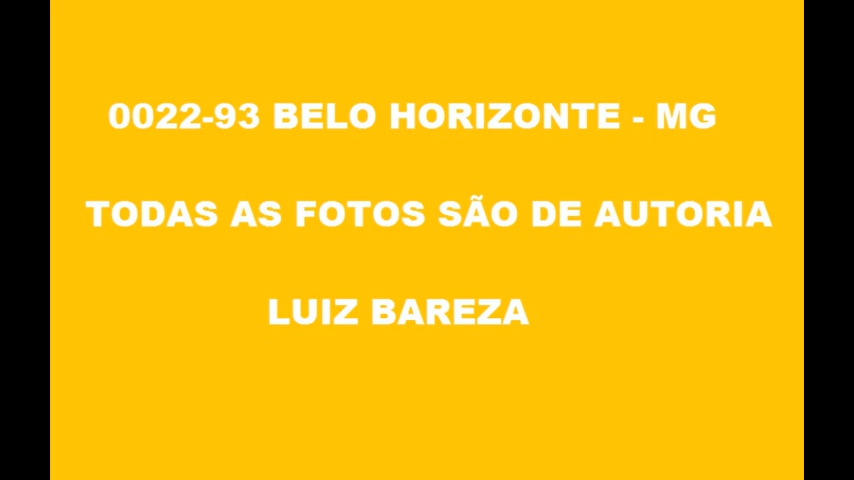 0022-93 BELO HORIZONTE - MG
TODAS AS FOTOS SÃO DE AUTORIA
LUIZ BAREZA